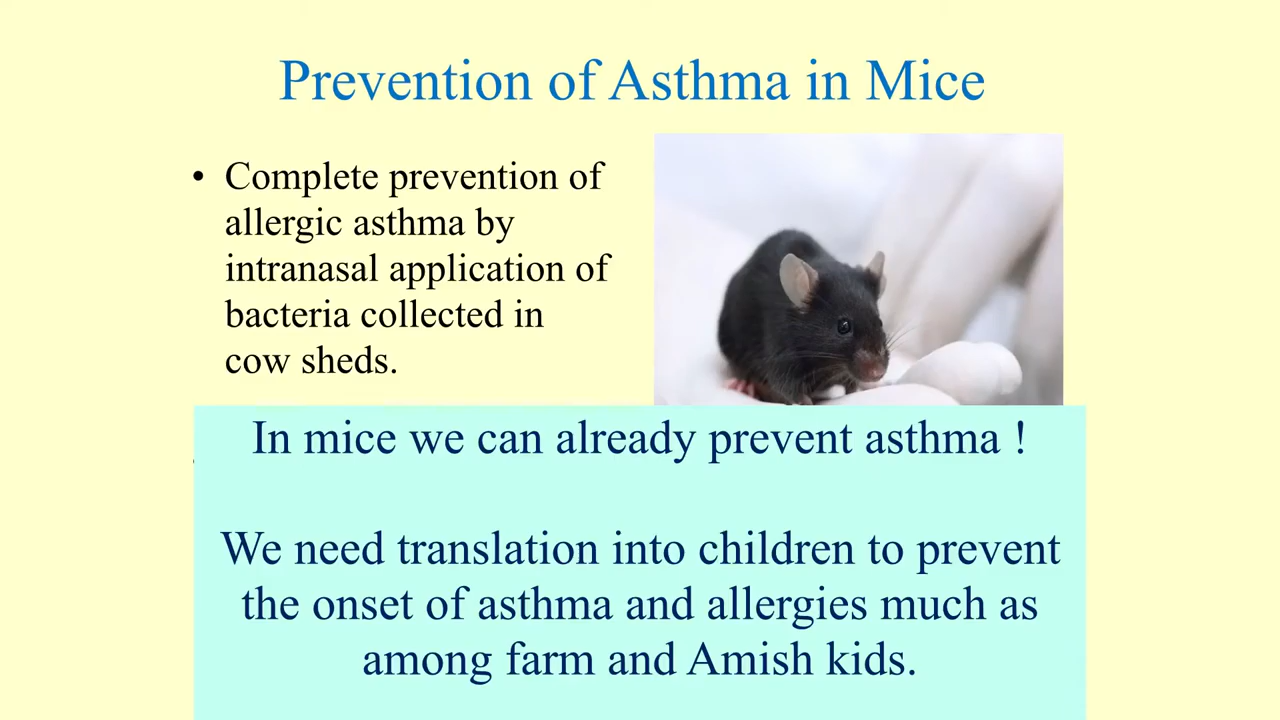 Prevention of Asthma in Mice
• Complete prevention of
allergic asthma by
intranasal application of
bacteria collected in
cow sheds.
In mice we can already prevent asthma !
We need translation into children to prevent
the onset of asthma and allergies much as
among farm and Amish kids.